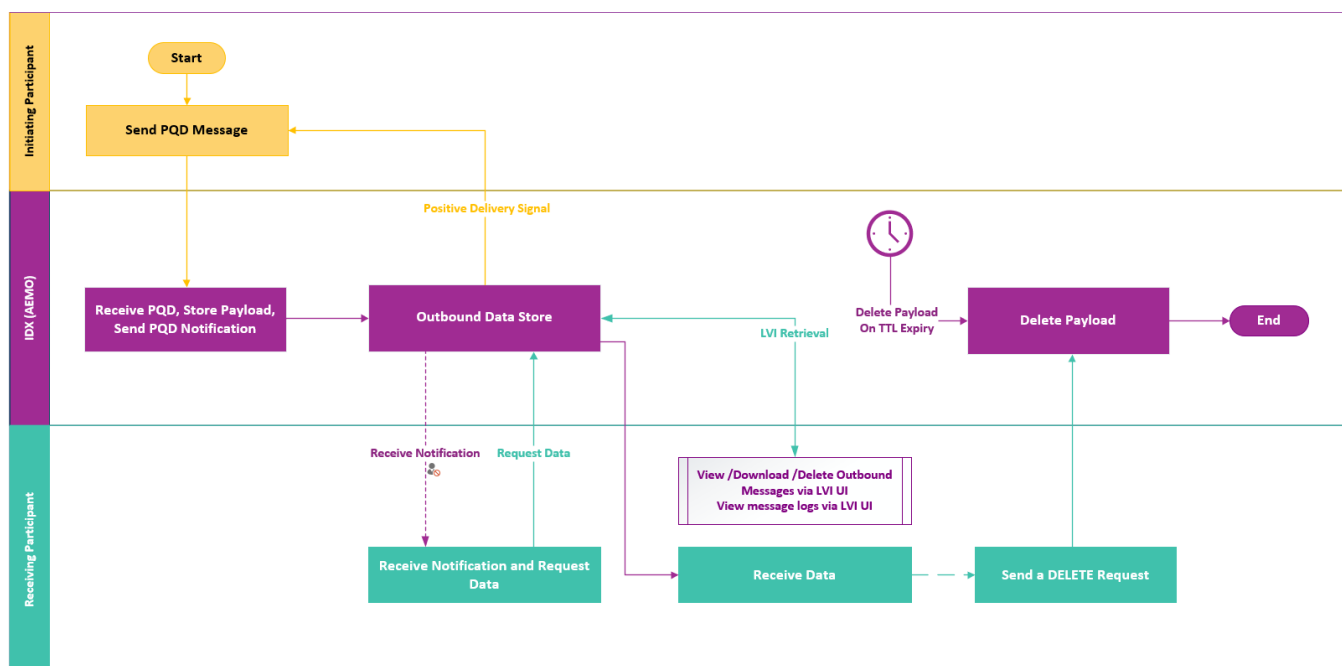 Initiating Participant
Start
Send PQD Message
Positive Delivery Signal
IDX (AEMO)
Receive PQD, Store Payload,
Send PQD Notification
Outbound Data Store
LVI Retrieval
Delete Payload
On TTL Expiry
Delete Payload
End
Receiving Participant
Receive Notification
Request Data
View /Download /Delete Outbound
Messages via LVI UI
View message logs via LVI UI
Receive Notification and Request
Data
Receive Data
Send a DELETE Request